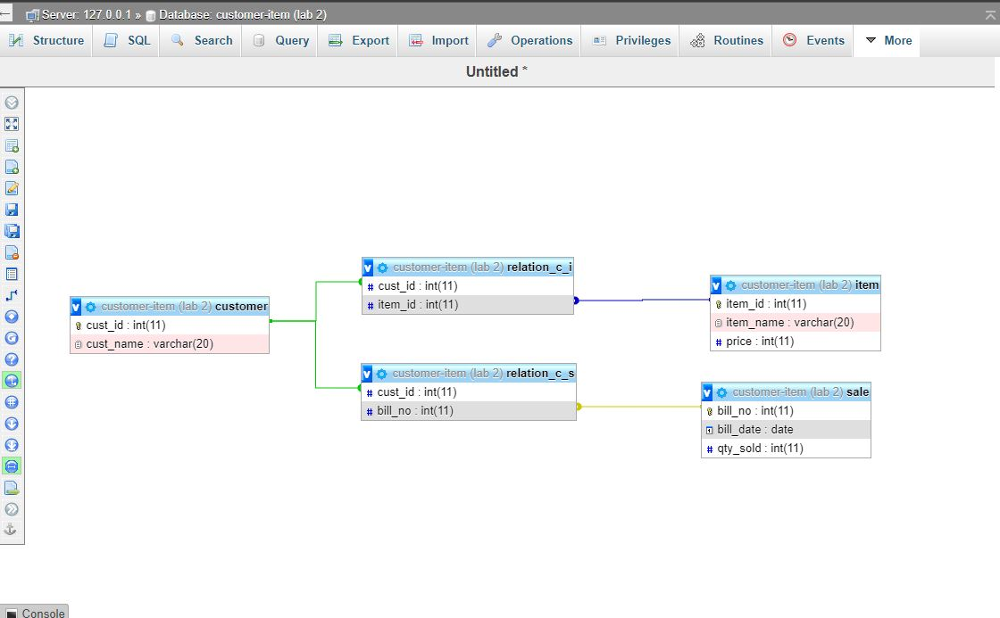 Server: 127.0.0.1 » Database: customer-item (lab 2)
Structure SQL Search Query Export Import Operations Privileges Routines Events More
Untitled *
v customer-item (lab 2) relation_c_i
# cust_id : int(11)
# item_id : int(11)
v customer-item (lab 2) item
item_id : int(11)
item_name : varchar(20)
# price : int(11)
v customer-item (lab 2) customer
cust_id : int(11)
cust_name : varchar(20)
v customer-item (lab 2) relation_c_s
# cust_id : int(11)
# bill_no : int(11)
v customer-item (lab 2) sale
bill_no : int(11)
bill_date : date
# qty_sold : int(11)
Console